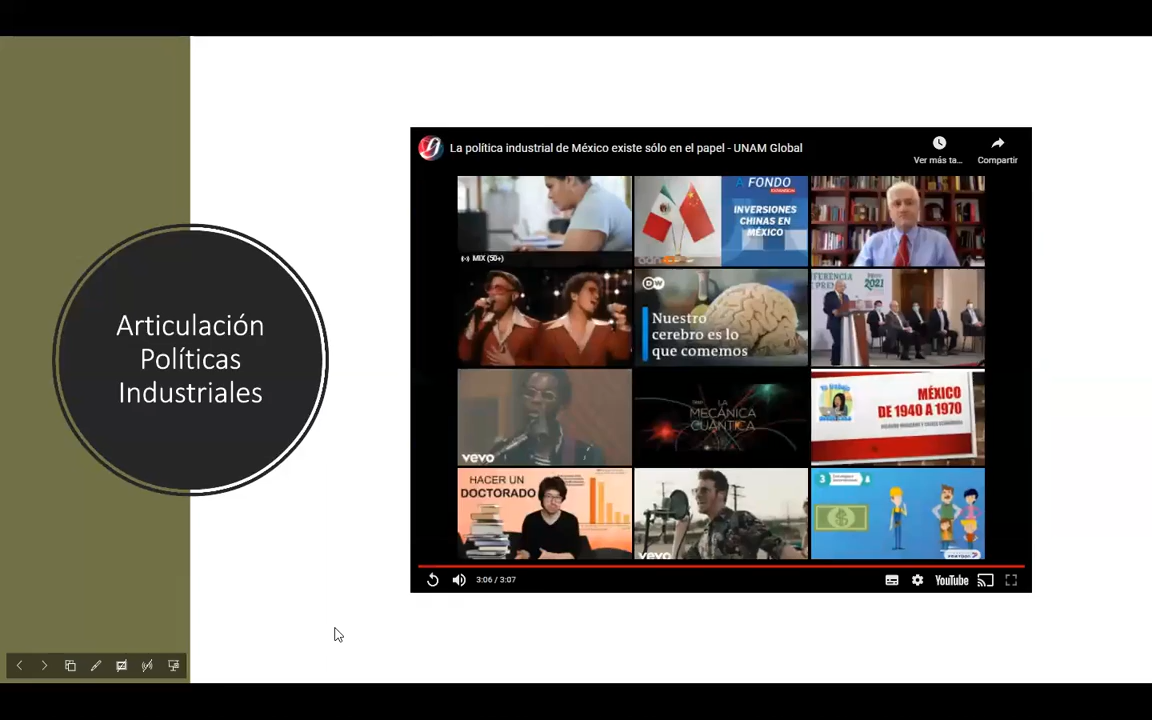 Articulación
Políticas
Industriales
La política industrial de México existe sólo en el papel - UNAM Global
Ver más ta...
Compartir
MIX (50+)
A FONDO
INVERSIONES
CHINAS EN
MÉXICO
DW
Nuestro
cerebro es lo
que comemos
2021
vevo
LA
MECÁNICA
CUÁNTICA
MÉXICO
DE 1940 A 1970
HACER UN
DOCTORADO
vevo
3
3:06 / 3:07
YouTube